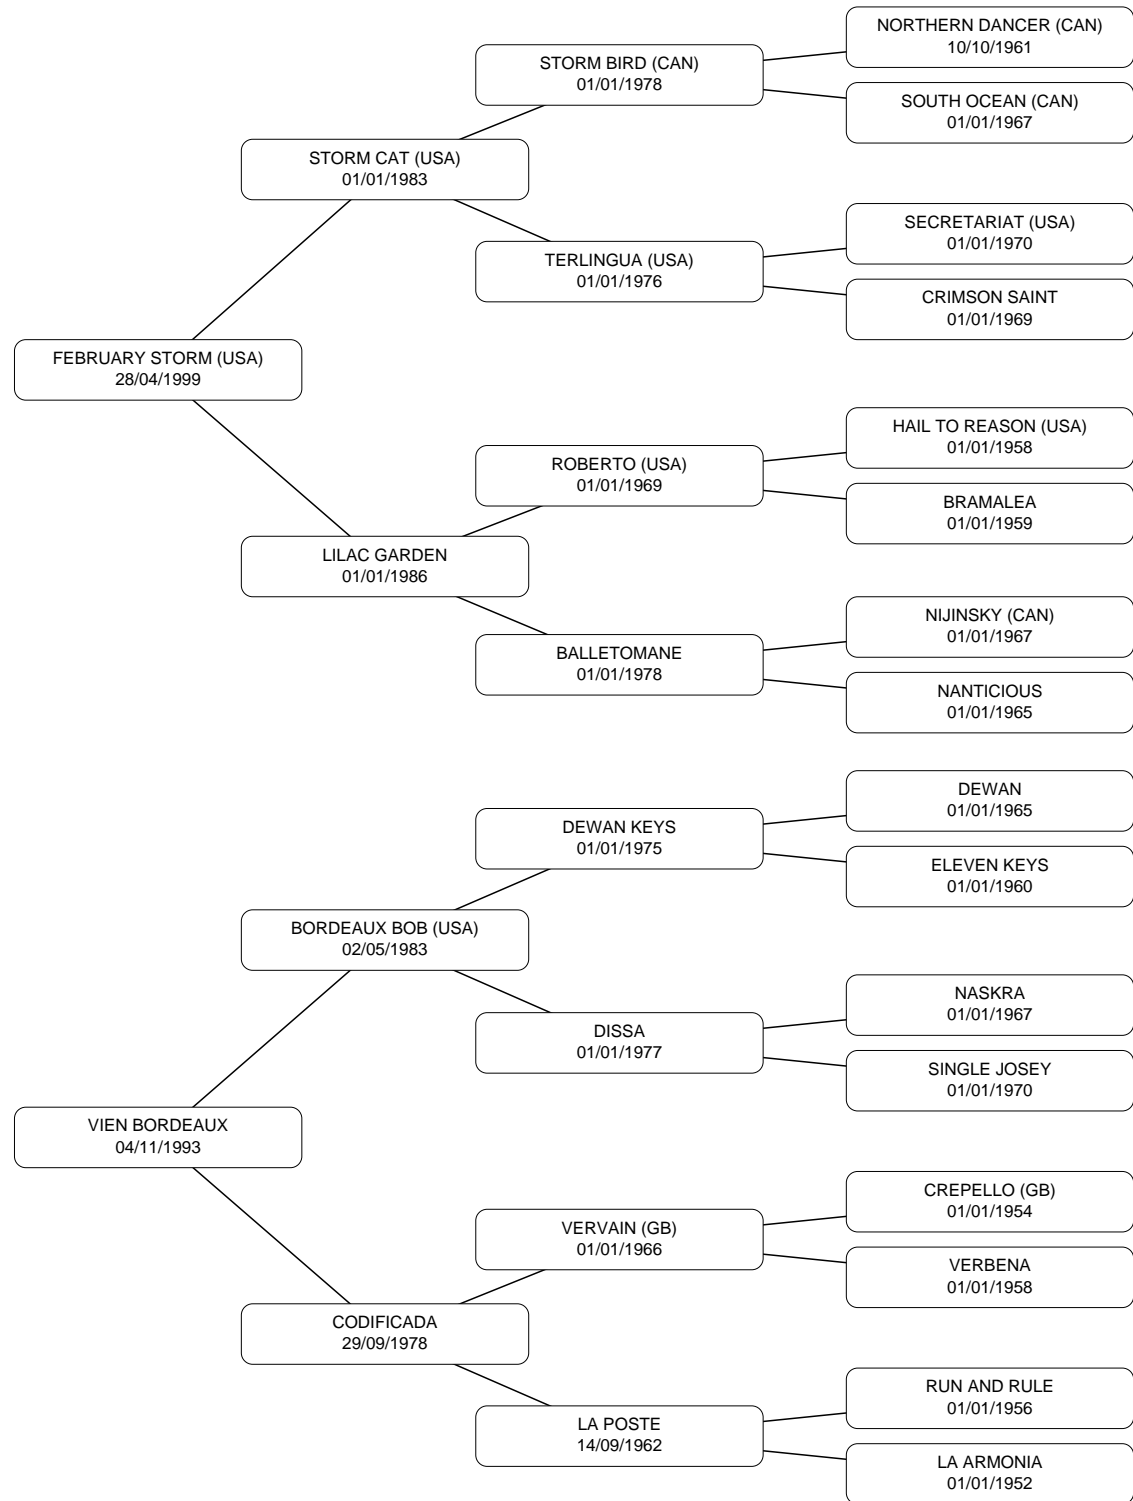 NORTHERN DANCER (CAN)
10/10/1961
STORM BIRD (CAN)
01/01/1978
SOUTH OCEAN (CAN)
01/01/1967
STORM CAT (USA)
01/01/1983
SECRETARIAT (USA)
01/01/1970
TERLINGUA (USA)
01/01/1976
CRIMSON SAINT
01/01/1969
FEBRUARY STORM (USA)
28/04/1999
HAIL TO REASON (USA)
01/01/1958
ROBERTO (USA)
01/01/1969
BRAMALEA
01/01/1959
LILAC GARDEN
01/01/1986
NIJINSKY (CAN)
01/01/1967
BALLETOMANE
01/01/1978
NANTICIOUS
01/01/1965
DEWAN
01/01/1965
DEWAN KEYS
01/01/1975
ELEVEN KEYS
01/01/1960
BORDEAUX BOB (USA)
02/05/1983
NASKRA
01/01/1967
DISSA
01/01/1977
SINGLE JOSEY
01/01/1970
VIEN BORDEAUX
04/11/1993
CREPELLO (GB)
01/01/1954
VERVAIN (GB)
01/01/1966
VERBENA
01/01/1958
CODIFICADA
29/09/1978
RUN AND RULE
01/01/1956
LA POSTE
14/09/1962
LA ARMONIA
01/01/1952